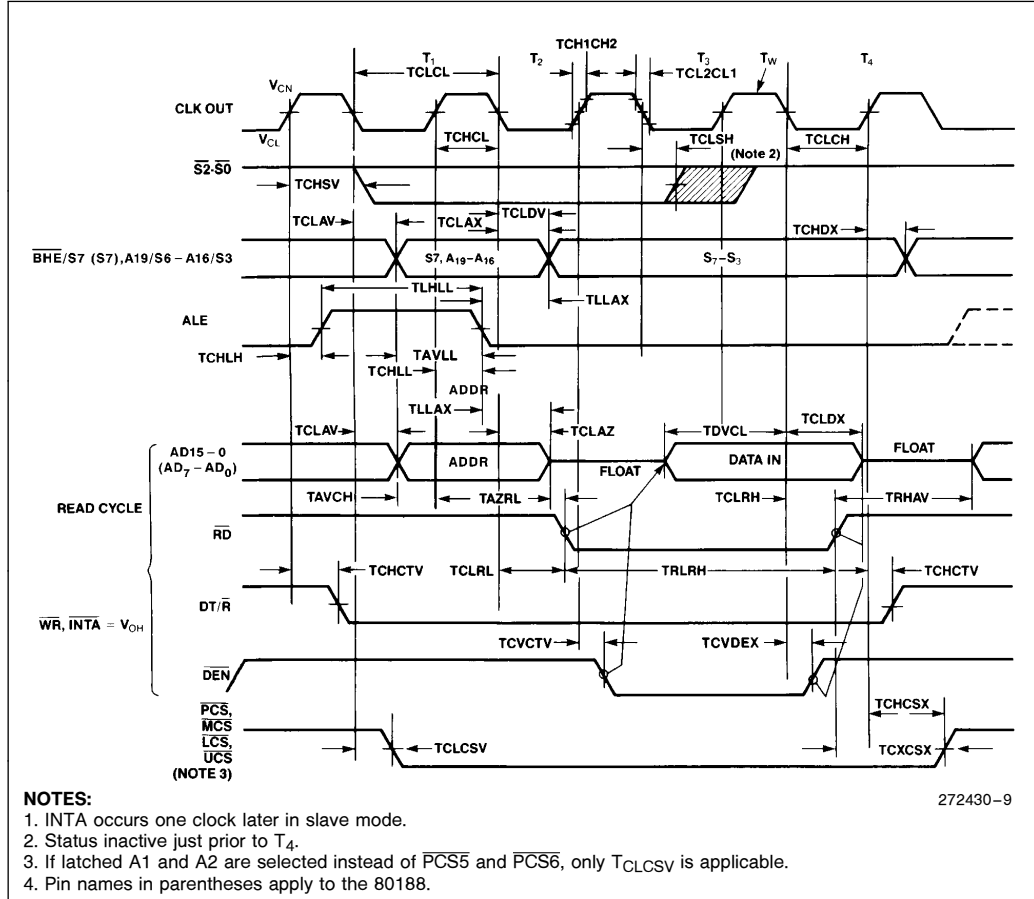 TCH1CH2
T1 T2 T3 TW T4
TCLCL TCL2CL1
VCN
CLK OUT
VCL
TCHCL TCLSH TCLCH
(Note 2)
S2-S0
TCHSV
TCLAV TCLAX TCLDV TCHDX
BHE/S7 (S7), A19/S6 – A16/S3 S7, A19–A16 S7–S3
TLHLL TLLAX
ALE
TCHLH TAVLL
TCHLL
ADDR
TLLAX
TCLAV TCLAZ TDVCL TCLDX
AD15 – 0
(AD7 – AD0)
ADDR FLOAT DATA IN FLOAT
TAVCH TAZRL TCLRH TRHAV
READ CYCLE
RD
TCHCTV TCLRL TRLRH TCHCTV
DT/R
WR, INTA = VOH
TCVCTV TCVDEX
DEN
PCS,
MCS
LCS,
UCS
(NOTE 3)
TCHCSX
TCLCSV TCXCSX
NOTES:
272430–9
1. INTA occurs one clock later in slave mode.
2. Status inactive just prior to T4.
3. If latched A1 and A2 are selected instead of PCS5 and PCS6, only TCLCSV is applicable.
4. Pin names in parentheses apply to the 80188.